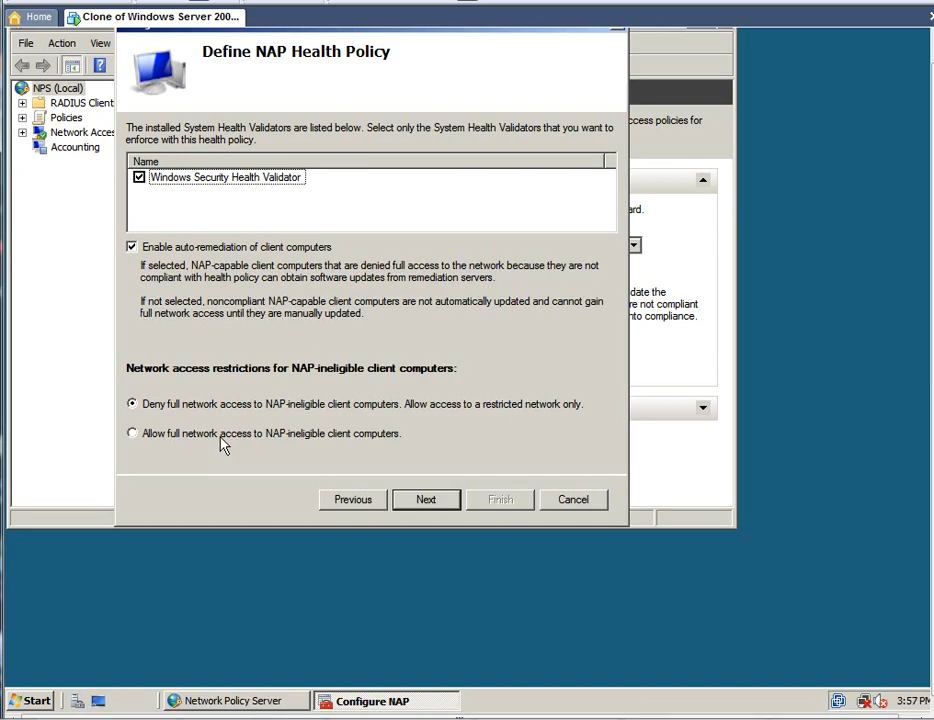 Home
Clone of Windows Server 200...
File Action View
Define NAP Health Policy
NPS (Local)
RADIUS Client
Policies
Network Acces
Accounting
The installed System Health Validators are listed below. Select only the System Health Validators that you want to
enforce with this health policy.
Name
Windows Security Health Validator
Enable auto-remediation of client computers
If selected, NAP-capable client computers that are denied full access to the network because they are not
compliant with health policy can obtain software updates from remediation servers.
If not selected, noncompliant NAP-capable client computers are not automatically updated and cannot gain
full network access until they are manually updated.
Network access restrictions for NAP-ineligible client computers:
Deny full network access to NAP-ineligible client computers. Allow access to a restricted network only.
Allow full network access to NAP-ineligible client computers.
Previous
Next
Finish
Cancel
ccess policies for
ard.
date the
re not compliant
nto compliance.
Start
Network Policy Server
Configure NAP
3:57 PM